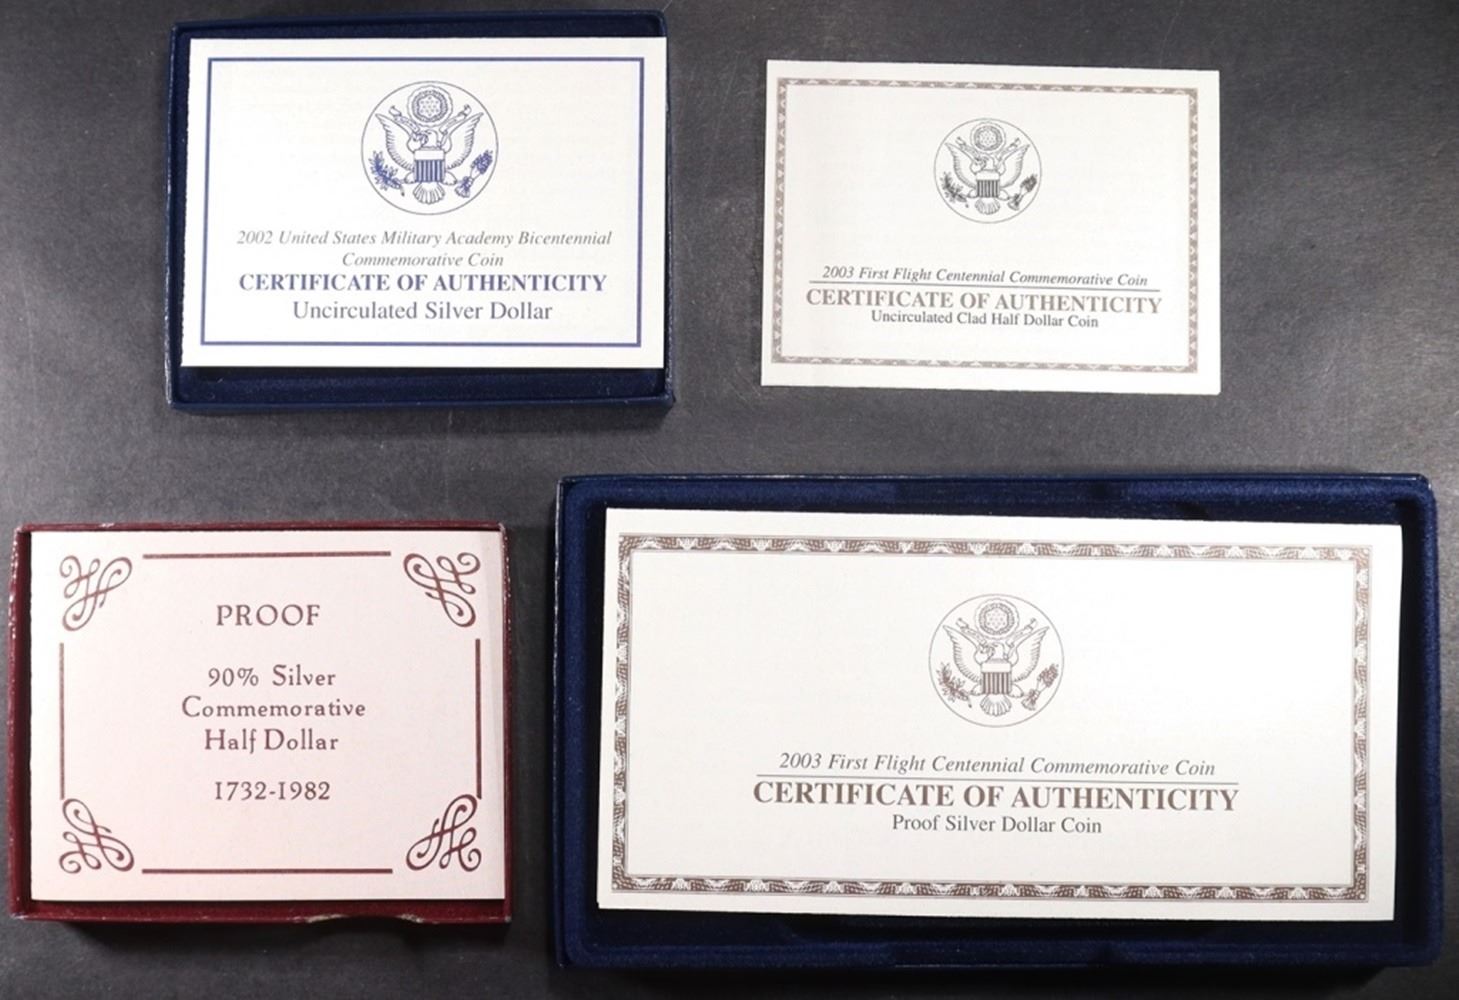 2002 United States Military Academy Bicentennial
Commemorative Coin
CERTIFICATE OF AUTHENTICITY
Uncirculated Silver Dollar
2003 First Flight Centennial Commemorative Coin
CERTIFICATE OF AUTHENTICITY
Uncirculated Clad Half Dollar Coin
PROOF
90% Silver
Commemorative
Half Dollar
1732-1982
2003 First Flight Centennial Commemorative Coin
CERTIFICATE OF AUTHENTICITY
Proof Silver Dollar Coin